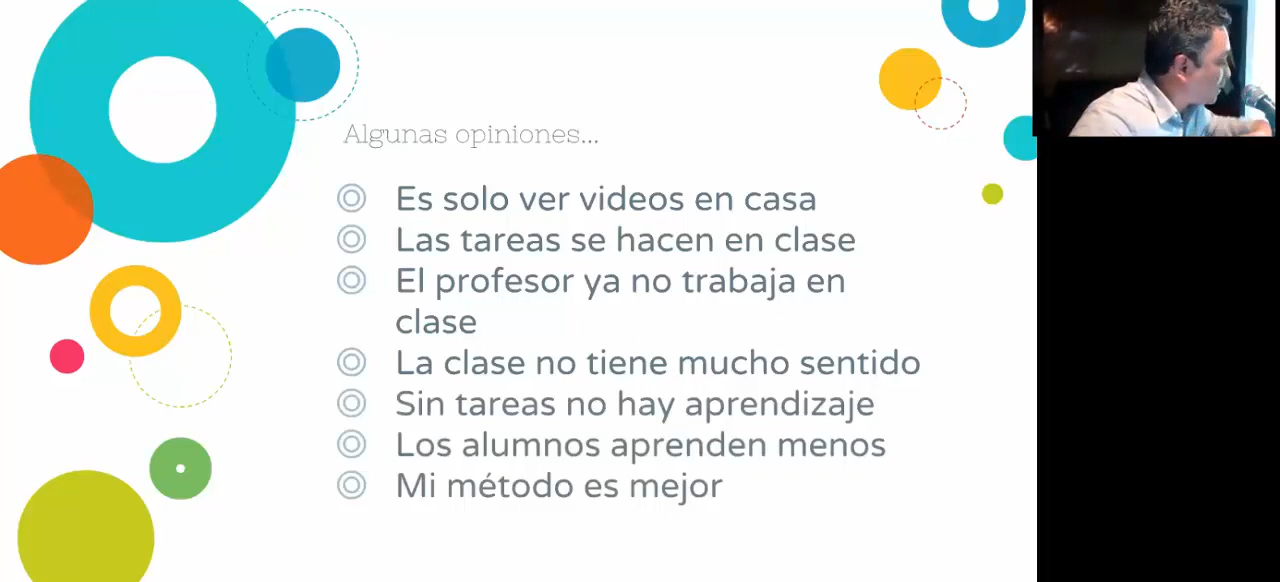 Algunas opiniones...
Es solo ver videos en casa
Las tareas se hacen en clase
El profesor ya no trabaja en
clase
La clase no tiene mucho sentido
Sin tareas no hay aprendizaje
Los alumnos aprenden menos
Mi método es mejor